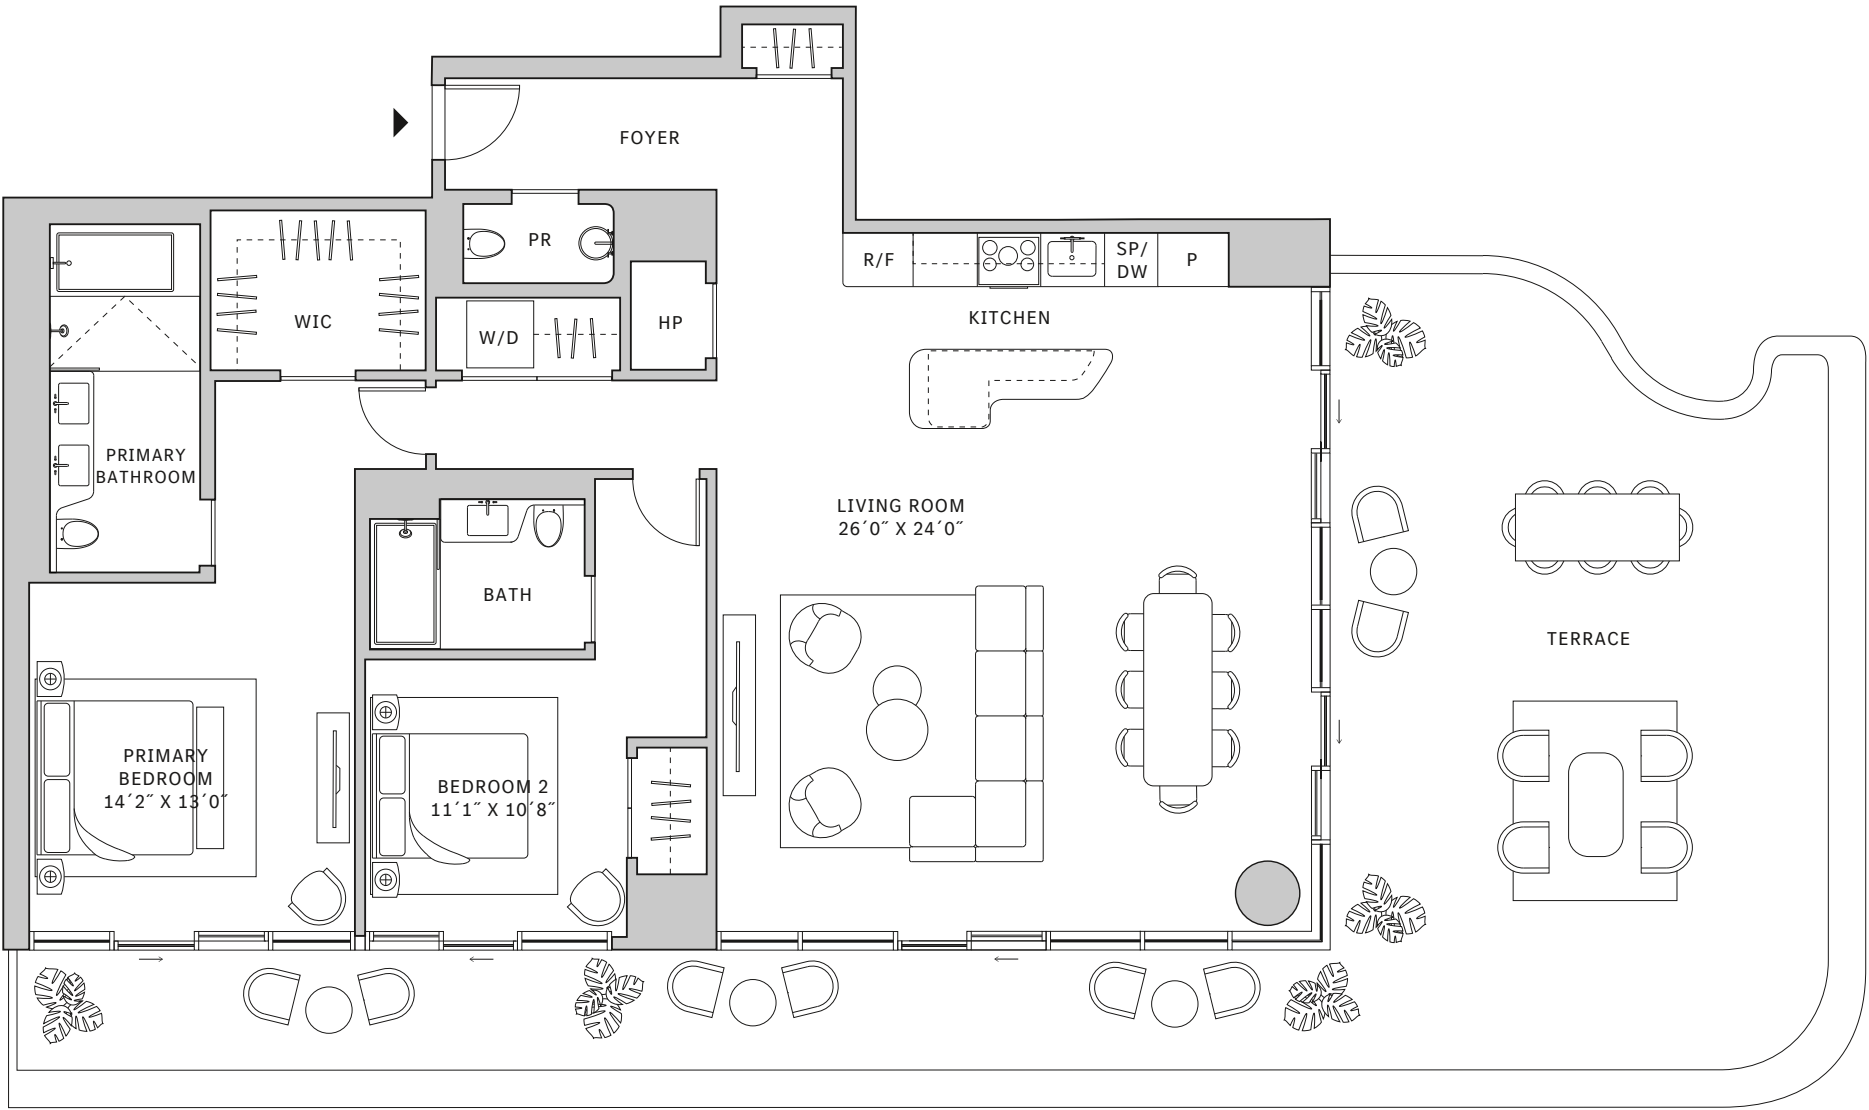 FOYER
PR
R/F
SP/
DW
P
WIC
W/D
HP
KITCHEN
PRIMARY
BATHROOM
LIVING ROOM
26´0˝ X 24´0˝
BATH
TERRACE
PRIMARY
BEDROOM
14´2˝ X 13´0˝
BEDROOM 2
11´1˝ X 10´8˝